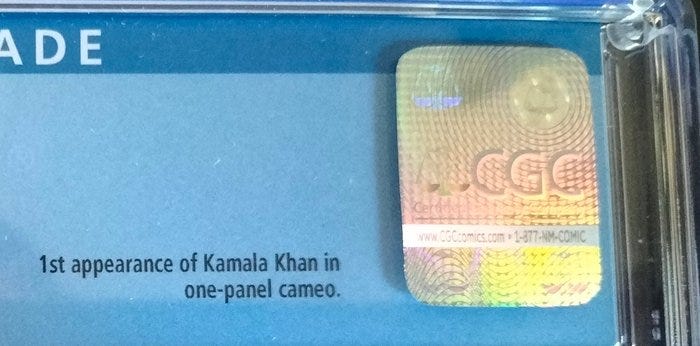 ADE
CGC
www.CGCcomics.com • 1-877-NM-COMIC
1st appearance of Kamala Khan in
one-panel cameo.